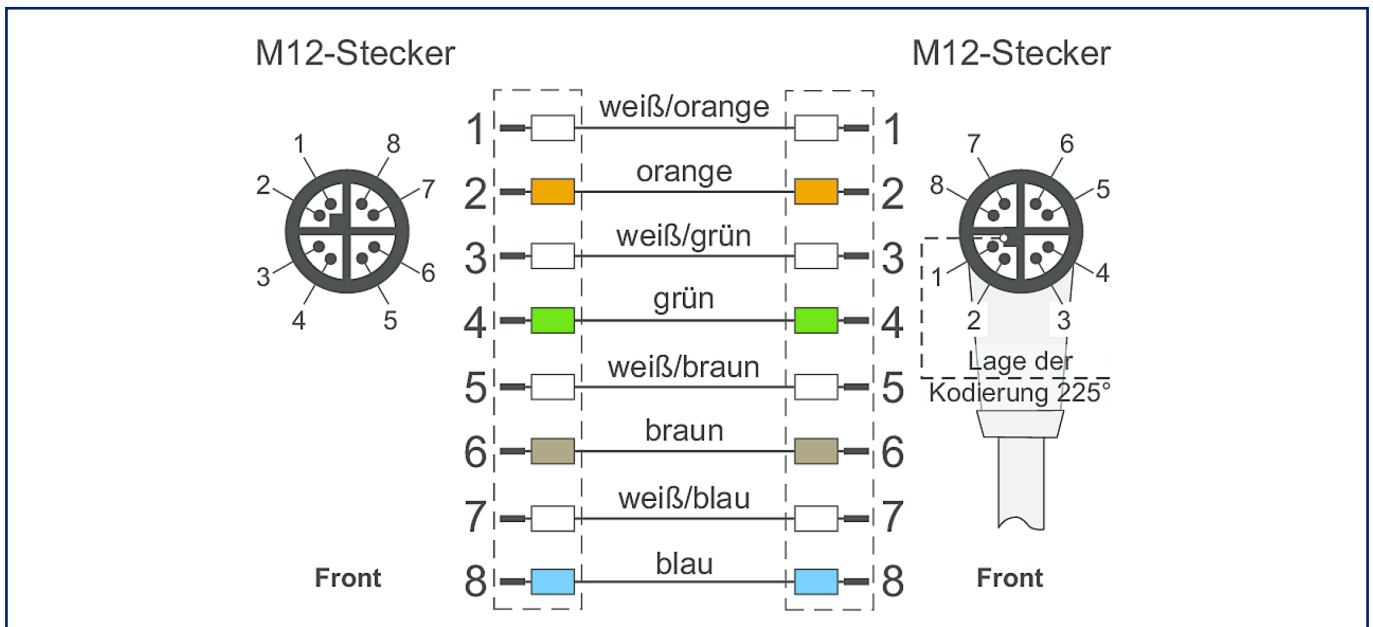 M12-Stecker
M12-Stecker
1 8
2 7
3 6
4 5
1 weiß/orange 1
2 orange 2
3 weiß/grün 3
4 grün 4
5 weiß/braun 5
6 braun 6
7 weiß/blau 7
8 blau 8
7 6
8 5
1 4
2 3
Lage der
Kodierung 225°
Front
Front